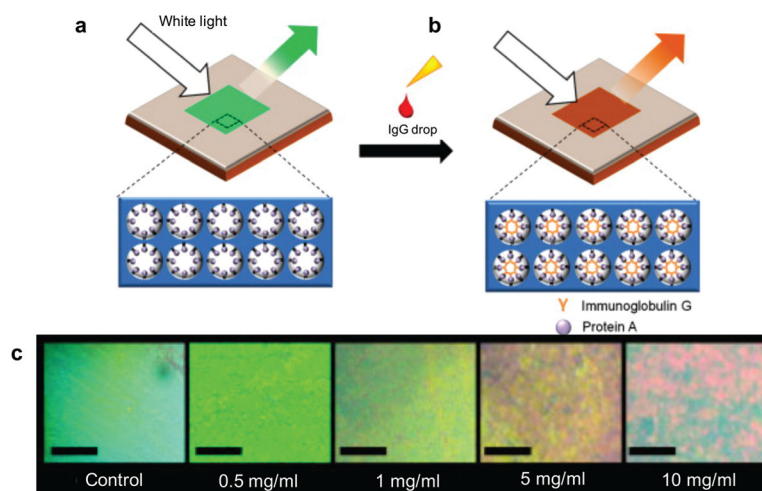 a
b
White light
IgG drop
Immunoglobulin G
Protein A
c
Control
0.5 mg/ml
1 mg/ml
5 mg/ml
10 mg/ml